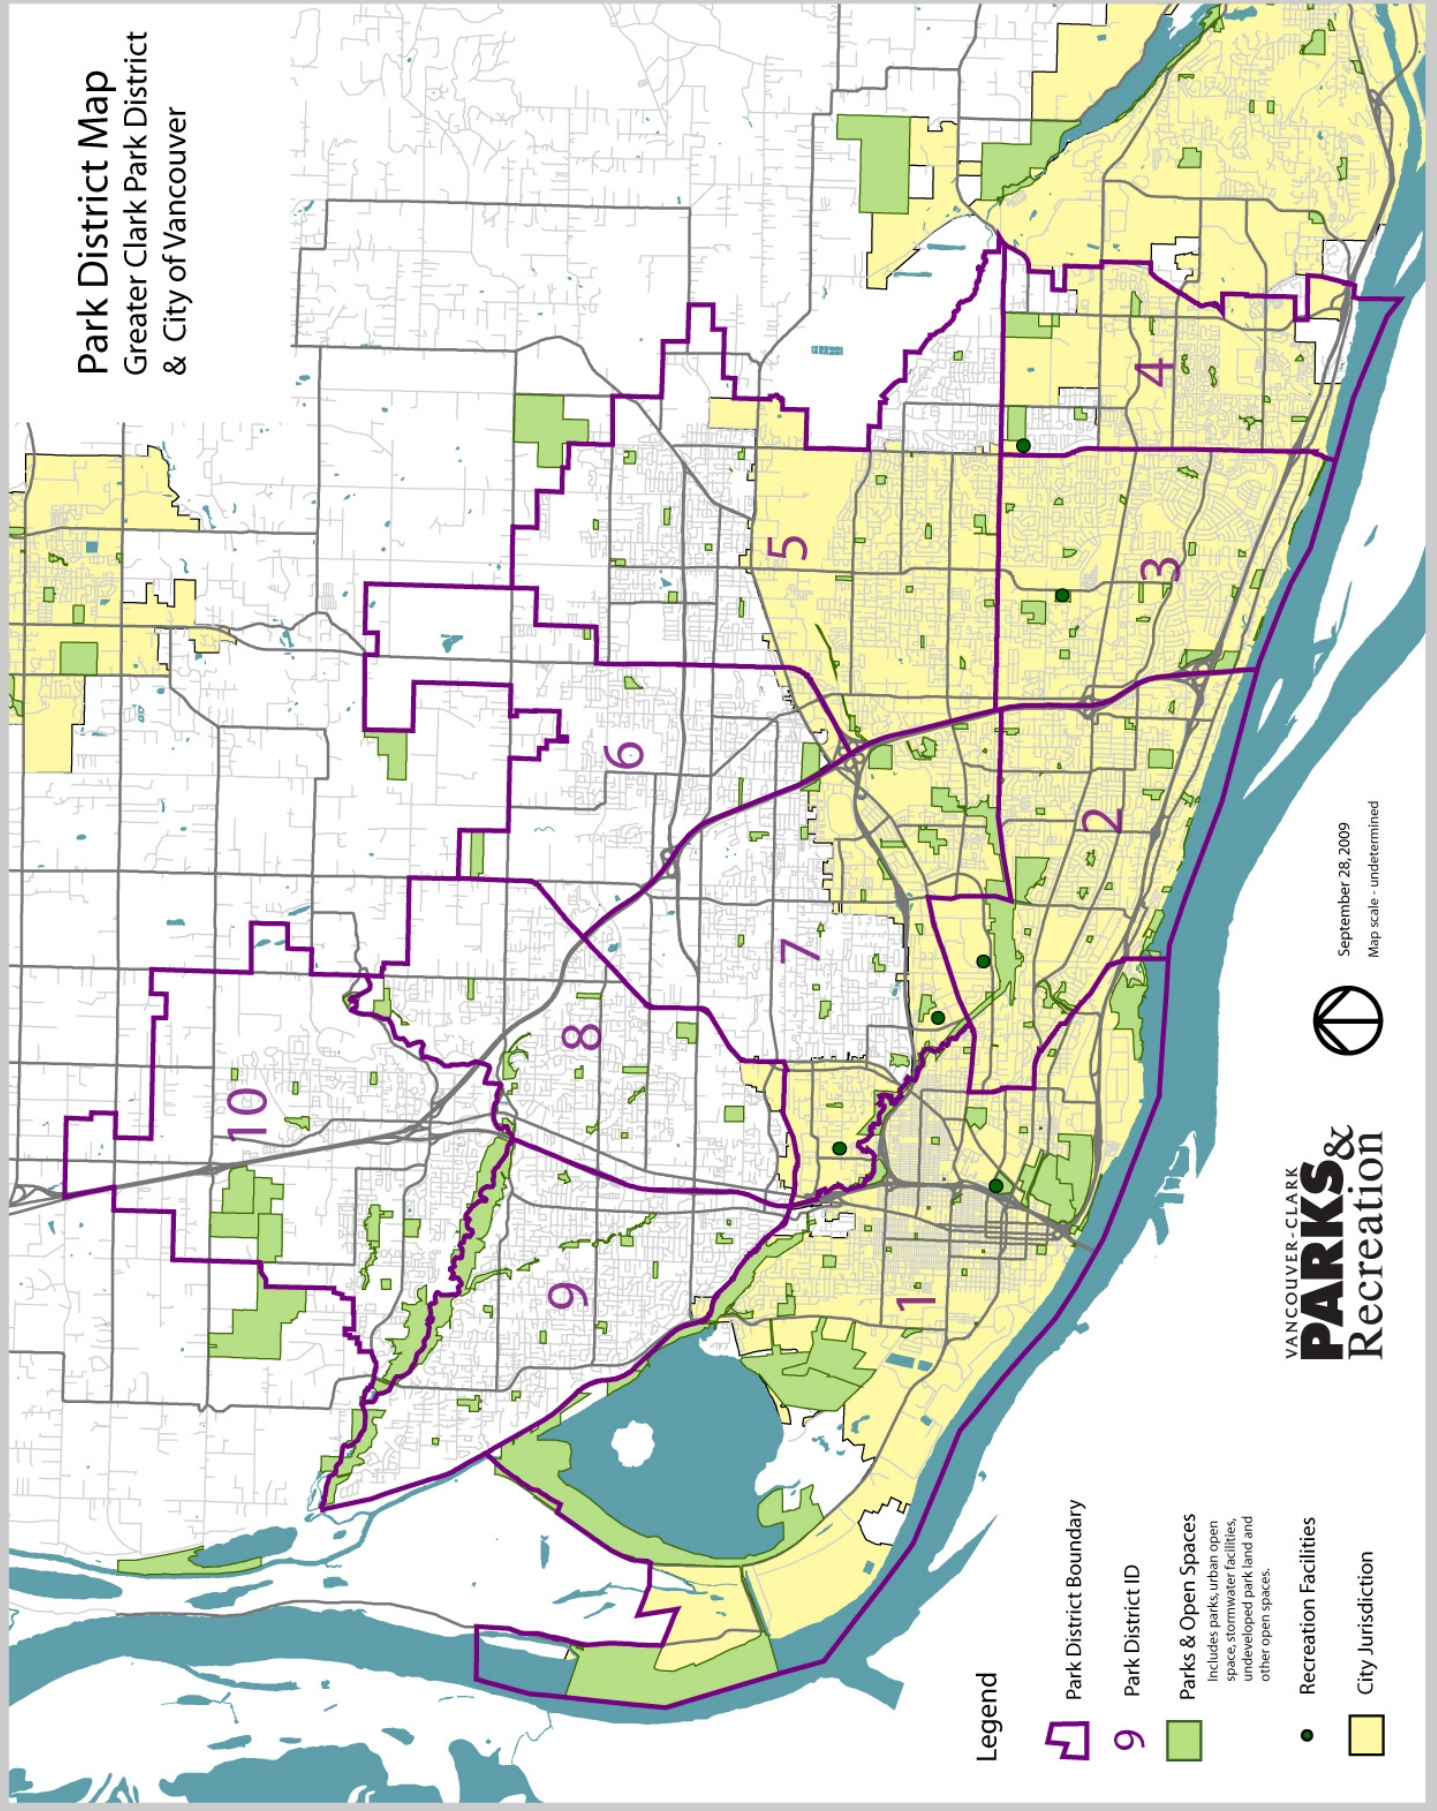 Park District Map
Greater Clark Park District
& City of Vancouver
10
9
8
7
6
5
4
3
2
1
Legend
Park District Boundary
9 Park District ID
Parks & Open Spaces
Includes parks, urban open
space, stormwater facilities,
undeveloped park land and
other open spaces.
Recreation Facilities
City Jurisdiction
VANCOUVER-CLARK
PARKS&
Recreation
September 28, 2009
Map scale - undetermined